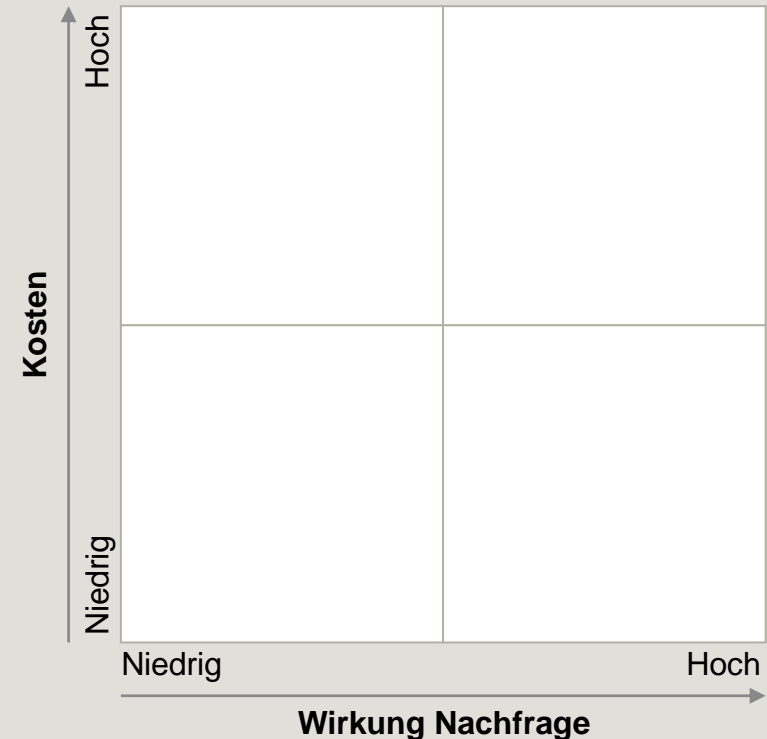 Hoch
Kosten
Niedrig
Niedrig
Hoch
Wirkung Nachfrage